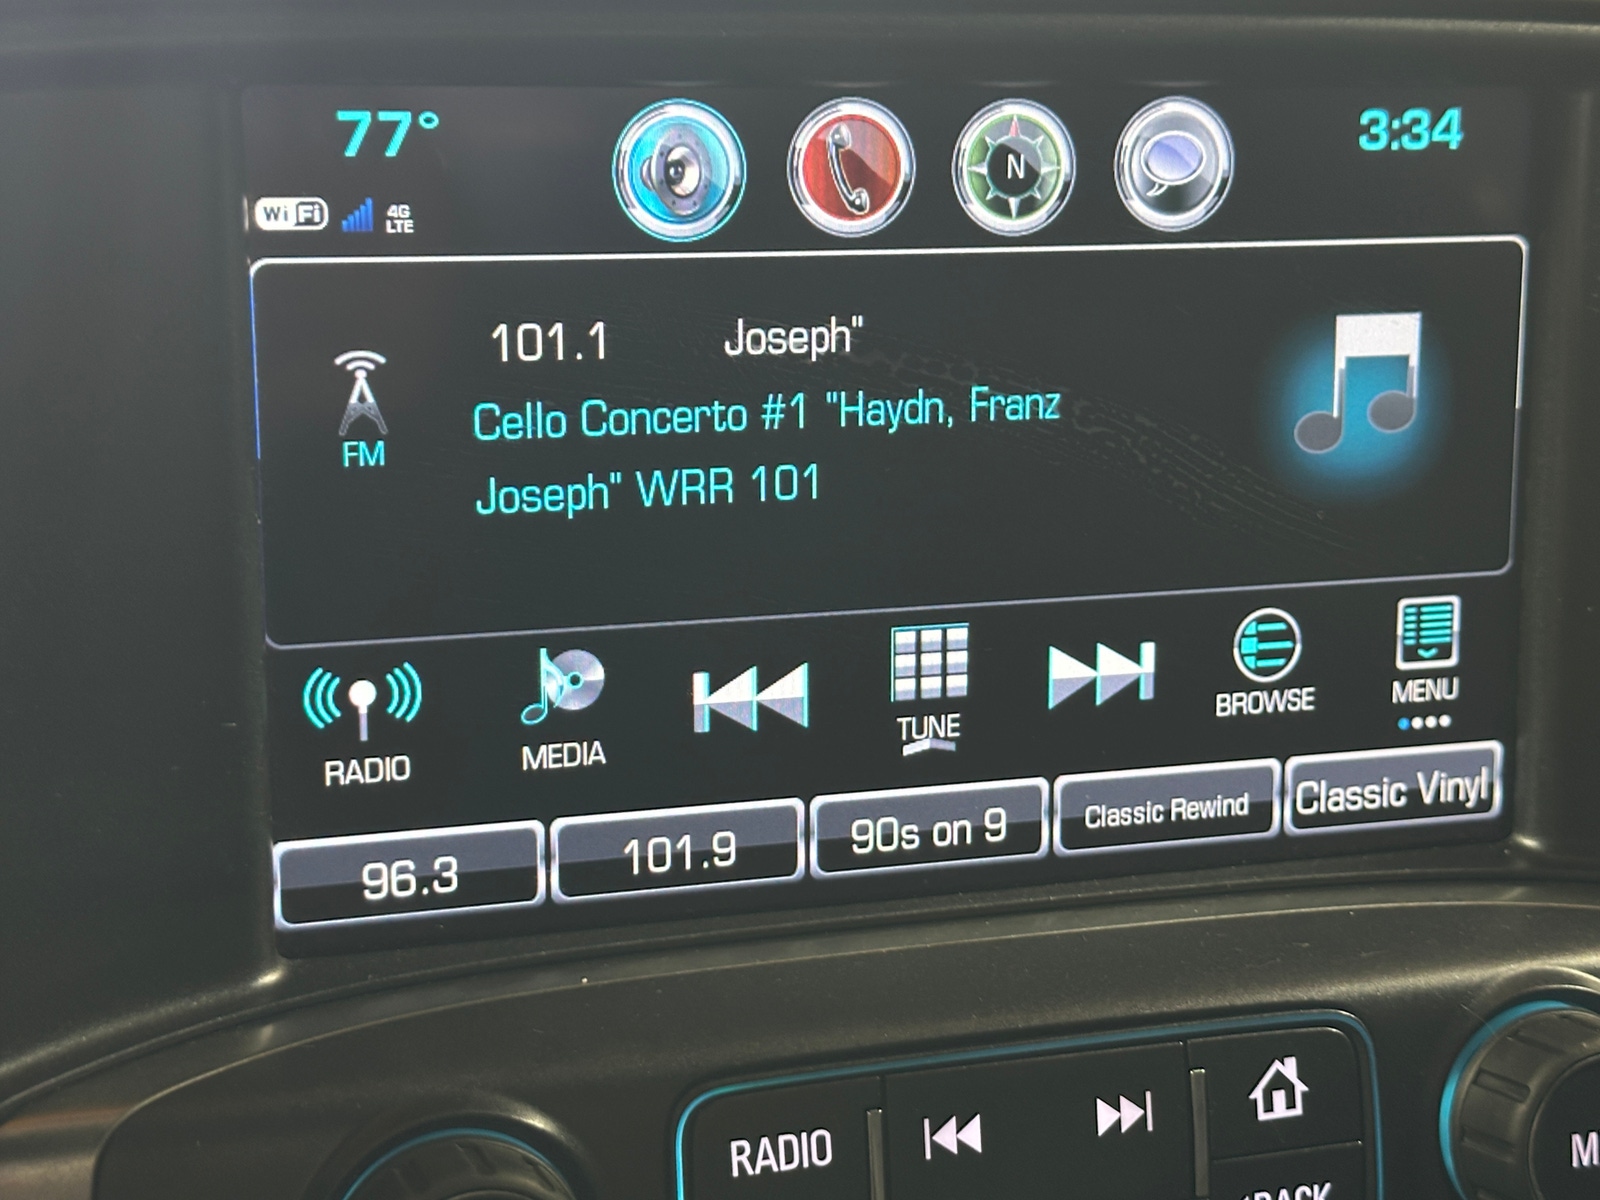 77°
3:34
WiFi 4G LTE
N
101.1 Joseph"
Cello Concerto #1 "Haydn, Franz
Joseph" WRR 101
FM
RADIO
MEDIA
TUNE
BROWSE
MENU
96.3
101.9
90s on 9
Classic Rewind
Classic Vinyl
RADIO